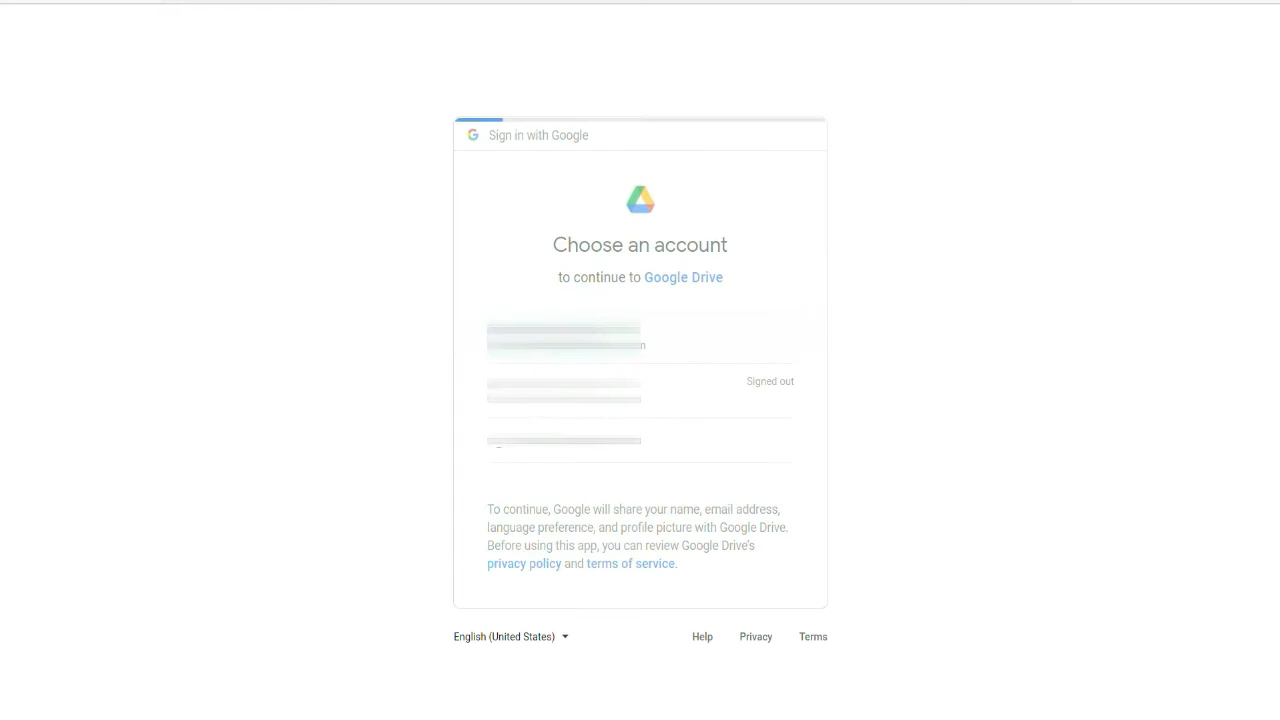 Sign in with Google
Choose an account
to continue to Google Drive
Signed out
To continue, Google will share your name, email address,
language preference, and profile picture with Google Drive.
Before using this app, you can review Google Drive's
privacy policy and terms of service.
English (United States)
Help Privacy Terms